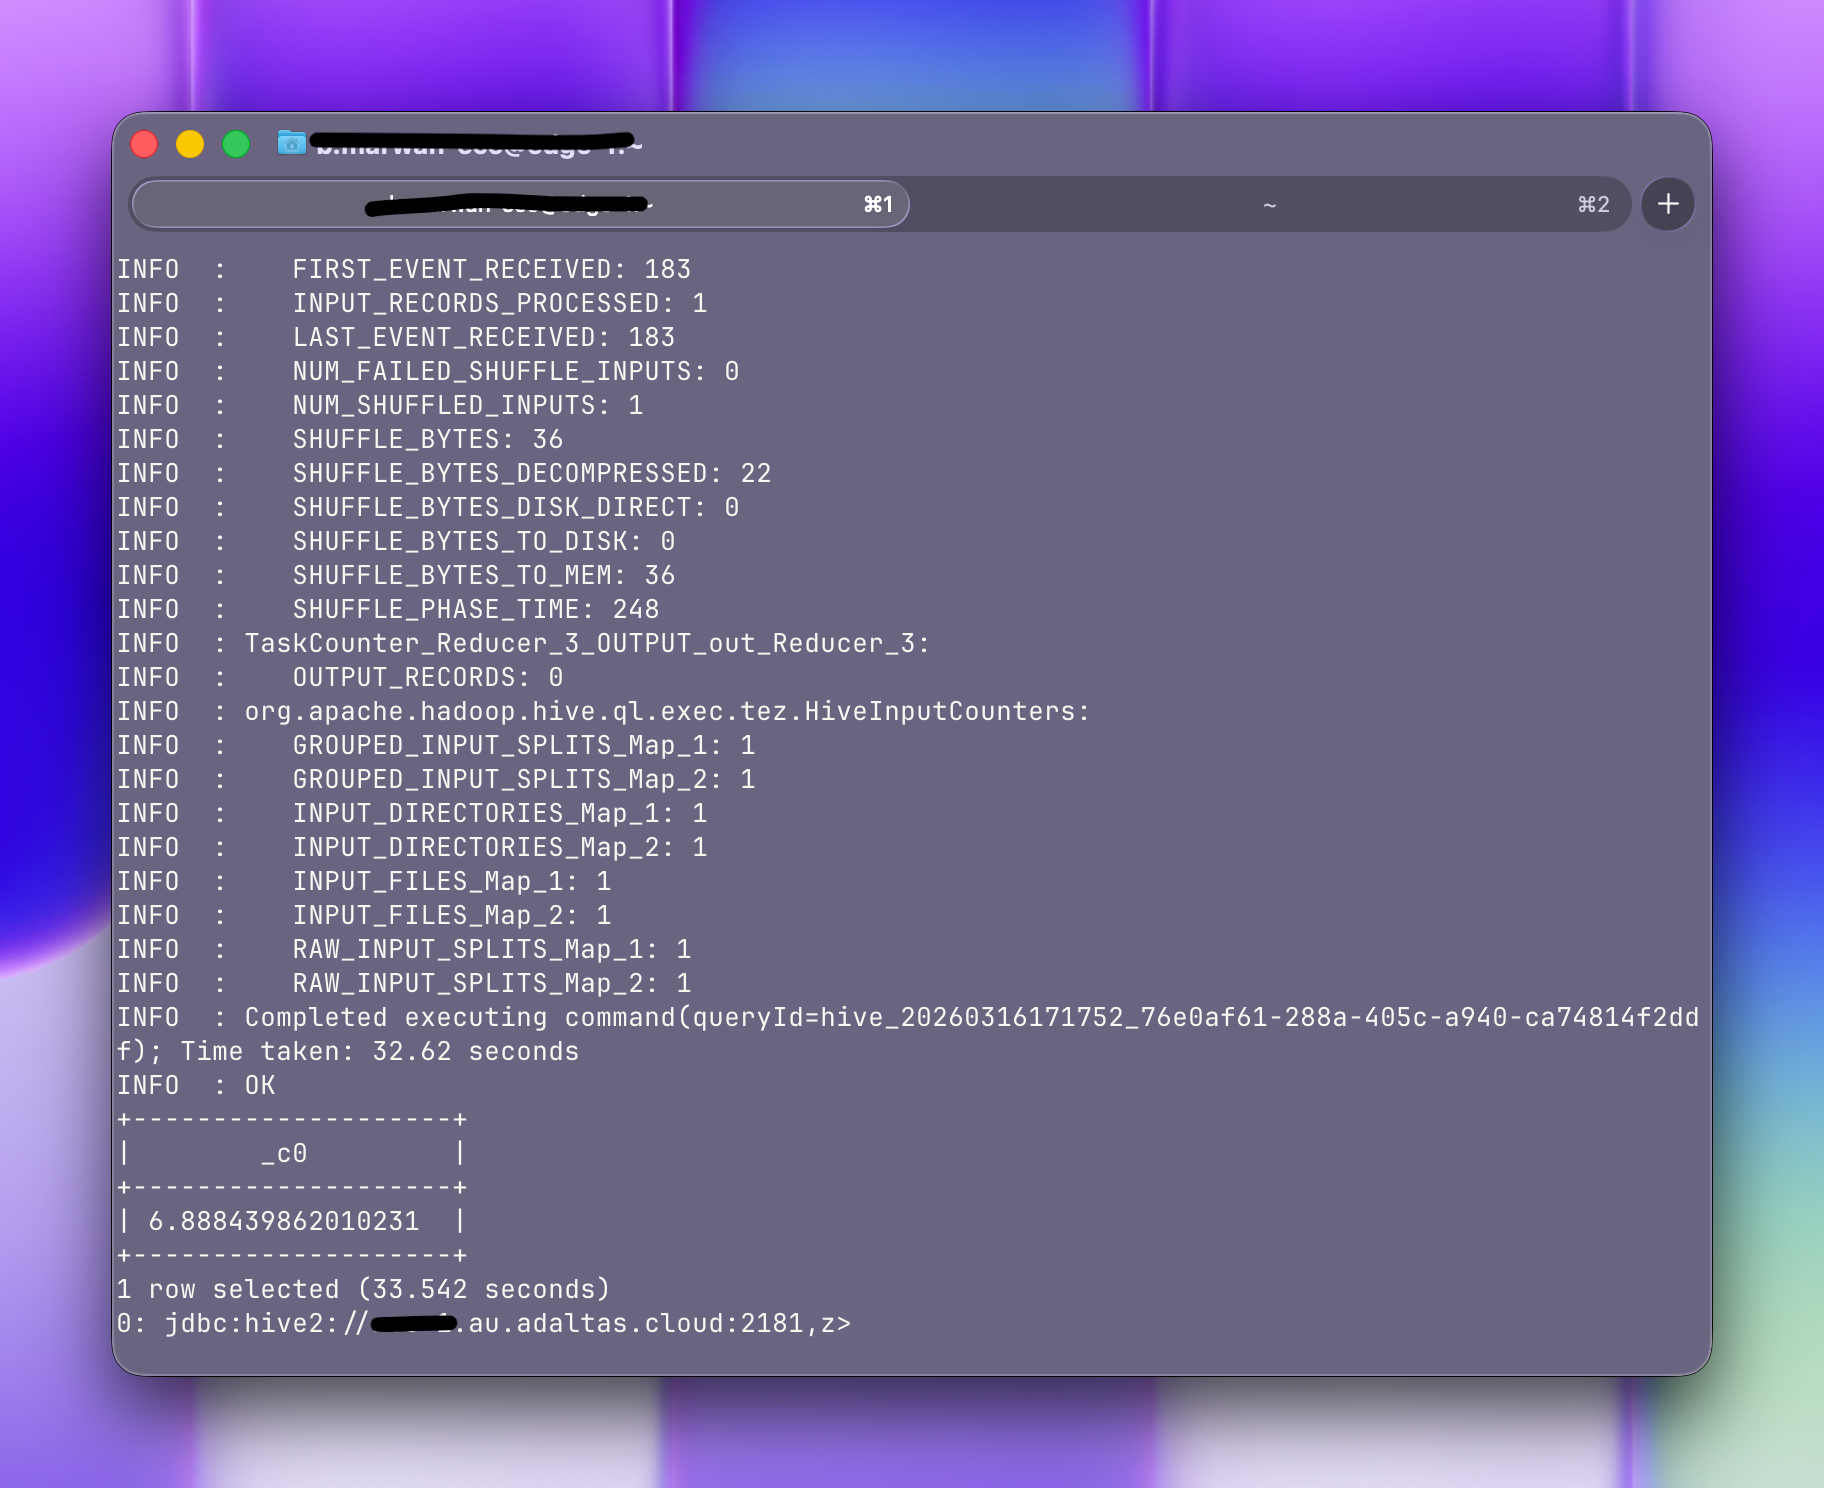 ⌘1
~ ⌘2 +
INFO  :     FIRST_EVENT_RECEIVED: 183
INFO  :     INPUT_RECORDS_PROCESSED: 1
INFO  :     LAST_EVENT_RECEIVED: 183
INFO  :     NUM_FAILED_SHUFFLE_INPUTS: 0
INFO  :     NUM_SHUFFLED_INPUTS: 1
INFO  :     SHUFFLE_BYTES: 36
INFO  :     SHUFFLE_BYTES_DECOMPRESSED: 22
INFO  :     SHUFFLE_BYTES_DISK_DIRECT: 0
INFO  :     SHUFFLE_BYTES_TO_DISK: 0
INFO  :     SHUFFLE_BYTES_TO_MEM: 36
INFO  :     SHUFFLE_PHASE_TIME: 248
INFO  : TaskCounter_Reducer_3_OUTPUT_out_Reducer_3:
INFO  :     OUTPUT_RECORDS: 0
INFO  : org.apache.hadoop.hive.ql.exec.tez.HiveInputCounters:
INFO  :     GROUPED_INPUT_SPLITS_Map_1: 1
INFO  :     GROUPED_INPUT_SPLITS_Map_2: 1
INFO  :     INPUT_DIRECTORIES_Map_1: 1
INFO  :     INPUT_DIRECTORIES_Map_2: 1
INFO  :     INPUT_FILES_Map_1: 1
INFO  :     INPUT_FILES_Map_2: 1
INFO  :     RAW_INPUT_SPLITS_Map_1: 1
INFO  :     RAW_INPUT_SPLITS_Map_2: 1
INFO  : Completed executing command(queryId=hive_20260316171752_76e0af61-288a-405c-a940-ca74814f2dd
f); Time taken: 32.62 seconds
INFO  : OK
+--------------------+
|        _c0         |
+--------------------+
| 6.888439862010231  |
+--------------------+
1 row selected (33.542 seconds)
0: jdbc:hive2://.au.adaltas.cloud:2181,z>